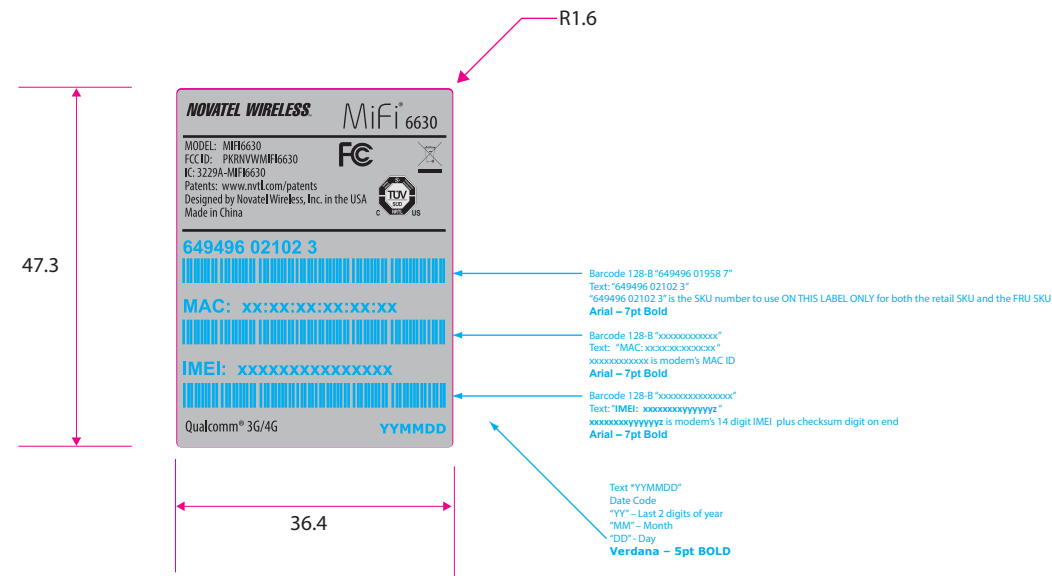 R1.6
NOVATEL WIRELESS.
MiFi® 6630
MODEL: MIFI6630
FCC ID: PKRNVWMIFI6630
IC: 3229A-MIFI6630
Patents: www.nvtl.com/patents
Designed by Novatel Wireless, Inc. in the USA
Made in China
FC
TÜV
SUD
NRTL
C US
649496 02102 3
MAC: xx:xx:xx:xx:xx:xx
IMEI: xxxxxxxxxxxxxxx
Qualcomm® 3G/4G
YYMMDD
47.3
36.4
Barcode 128-B "649496 01958 7"
Text: "649496 02102 3"
"649496 02102 3" is the SKU number to use ON THIS LABEL ONLY for both the retail SKU and the FRU SKU
Arial – 7pt Bold
Barcode 128-B "xxxxxxxxxxxx"
Text: "MAC: xx:xx:xx:xx:xx:xx"
xxxxxxxxxxxx is modem's MAC ID
Arial – 7pt Bold
Barcode 128-B "xxxxxxxxxxxxxxx"
Text: "IMEI: xxxxxxxxyyyyyyz"
xxxxxxxxyyyyyyz is modem's 14 digit IMEI plus checksum digit on end
Arial – 7pt Bold
Text "YYMMDD"
Date Code
"YY" – Last 2 digits of year
"MM" – Month
"DD" - Day
Verdana – 5pt BOLD